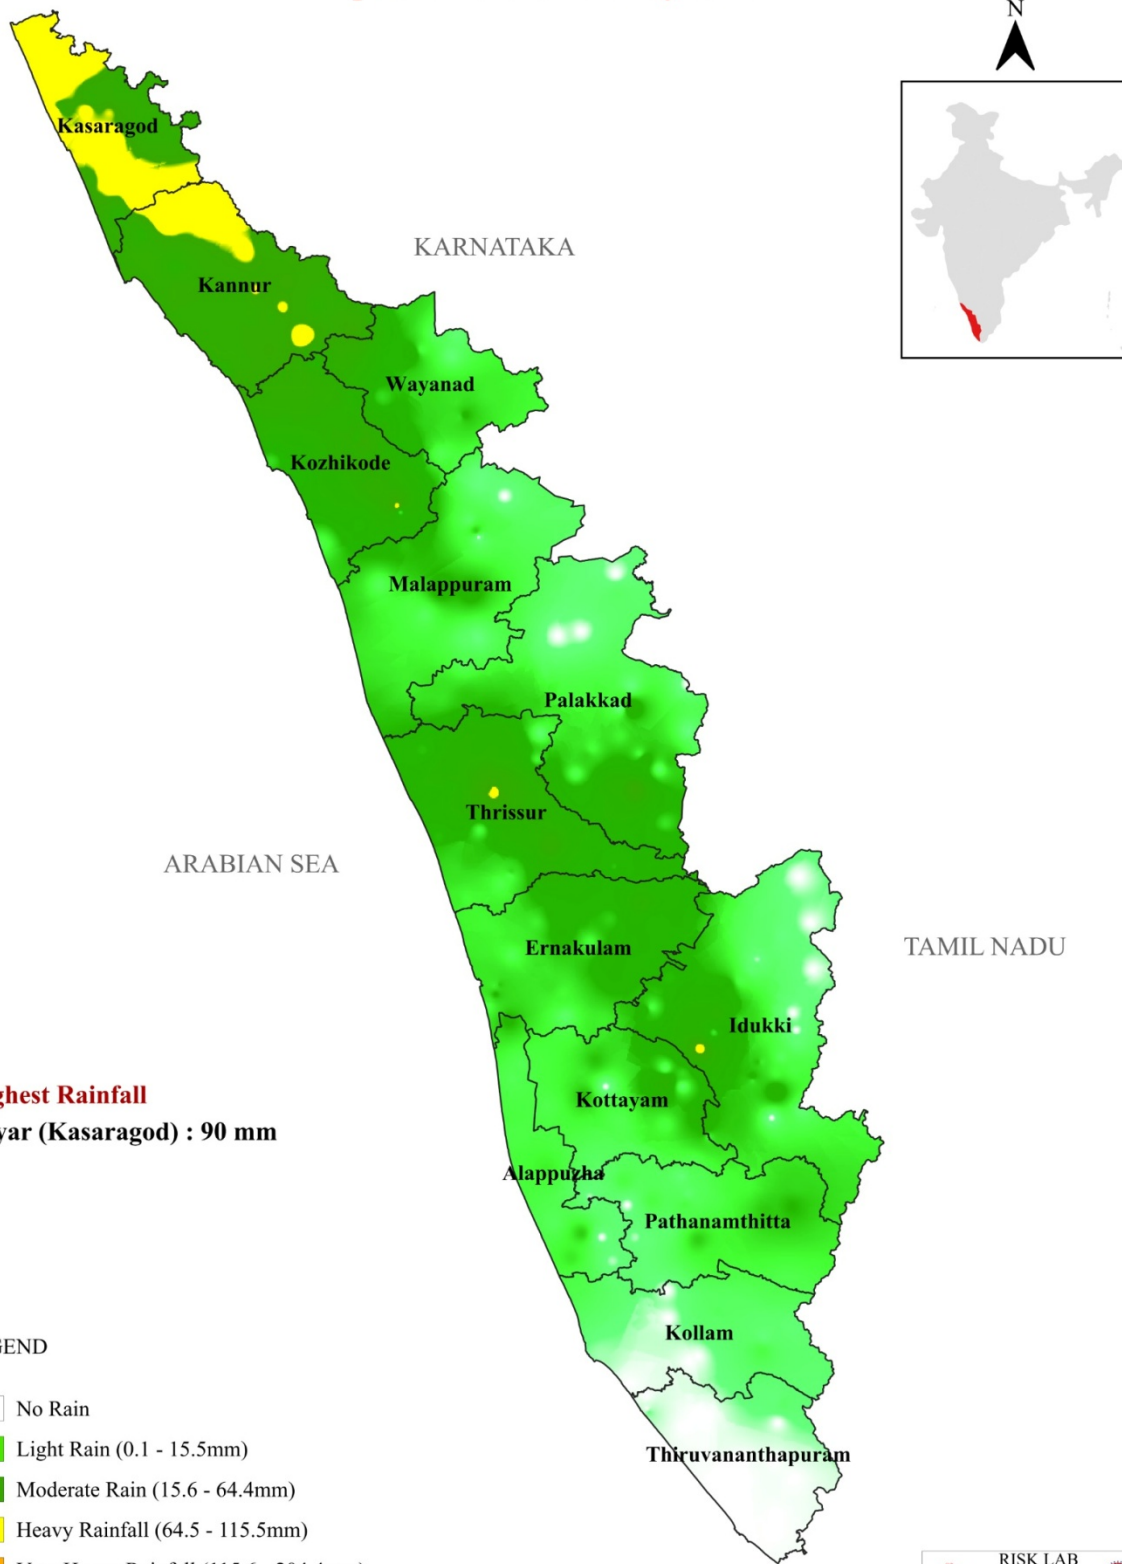 N
Kasaragod
KARNATAKA
Kannur
Wayanad
Kozhikode
Malappuram
Palakkad
Thrissur
ARABIAN SEA
Ernakulam
TAMIL NADU
Idukki
ghest Rainfall
yar (Kasaragod) : 90 mm
Kottayam
Alappuzha
Pathanamthitta
Kollam
GEND
No Rain
Light Rain (0.1 - 15.5mm)
Thiruvananthapuram
Moderate Rain (15.6 - 64.4mm)
Heavy Rainfall (64.5 - 115.5mm)
RISK LAB